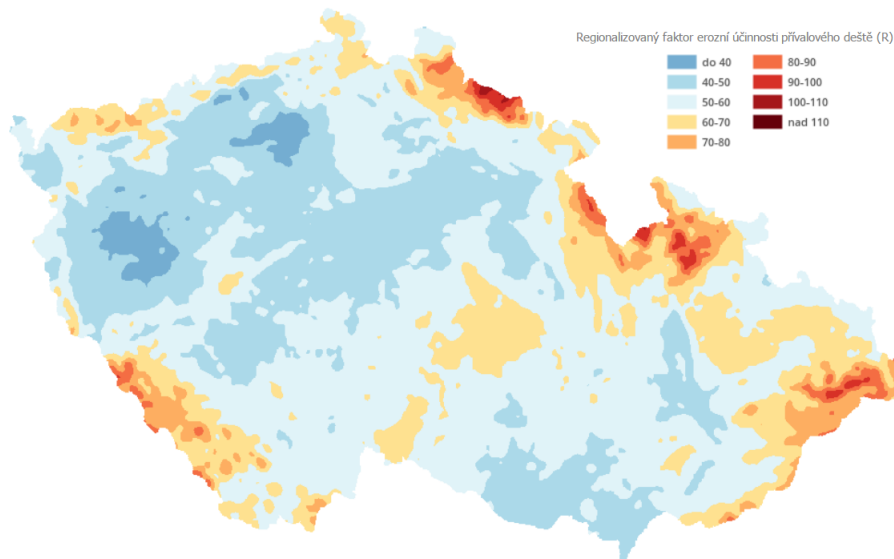 Regionalizovaný faktor erozní účinnosti přívalového deště (R)
do 40
40-50
50-60
60-70
70-80
80-90
90-100
100-110
nad 110